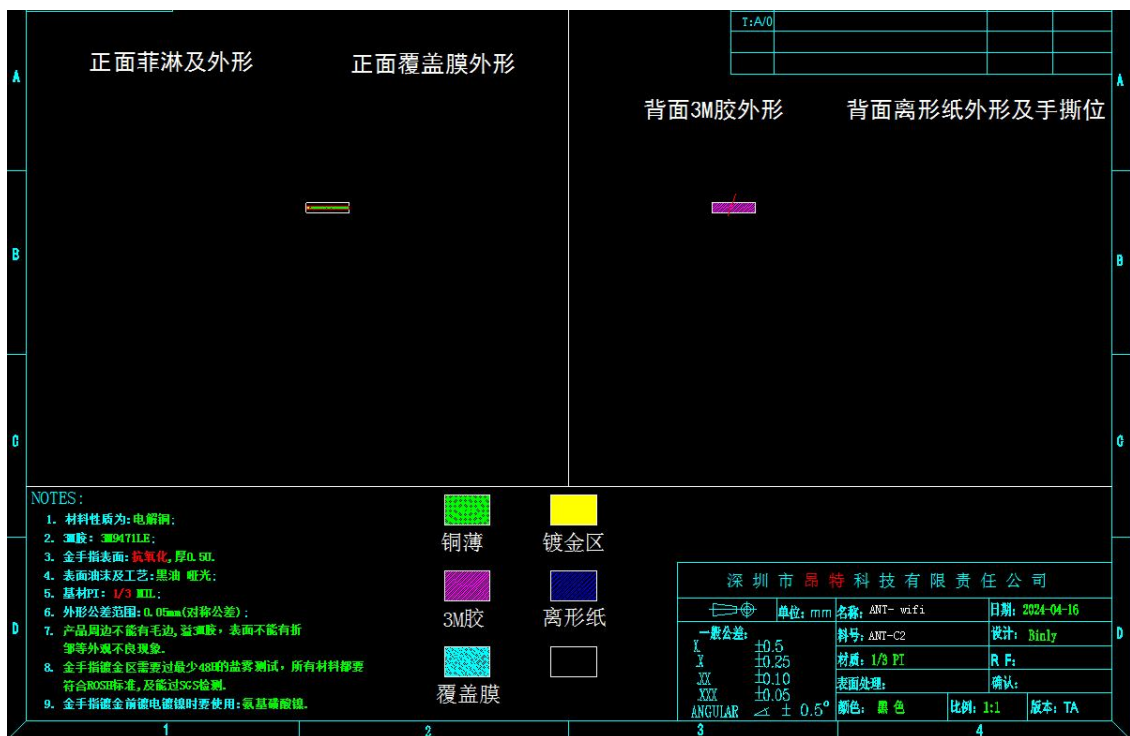 T:A/0
正面菲淋及外形
正面覆盖膜外形
背面3M胶外形
背面离形纸外形及手撕位
A
A
B
B
C
C
D
D
NOTES:
1. 材料性质为:电解铜;
2. 3M胶: 3M9471LE;
3. 金手指表面:抗氧化,厚0.5U.
4. 表面油沫及工艺:黑油 哑光;
5. 基材PI: 1/3 MIL;
6. 外形公差范围:0.05mm(对称公差);
7. 产品周边不能有毛边,溢3M胶,表面不能有折
皱等外观不良现象.
8. 金手指镀金区需要过最少48H的盐雾测试,所有材料都要
符合ROSH标准,及能过SGS检测.
9. 金手指镀金前镀电镀镍时要使用:氨基磺酸镍.
铜薄
镀金区
3M胶
离形纸
覆盖膜
深圳市昂特科技有限责任公司
单位: mm
名称: ANT- wifi
日期: 2024-04-16
一般公差:
X ±0.5
X ±0.25
XX ±0.10
XXX ±0.05
ANGULAR ∠ ± 0.5°
料号: ANT-C2
设计: Binly
材质: 1/3 PI
R F:
表面处理:
确认:
颜色: 黑 色
比例: 1:1
版本: TA
1
2
3
4